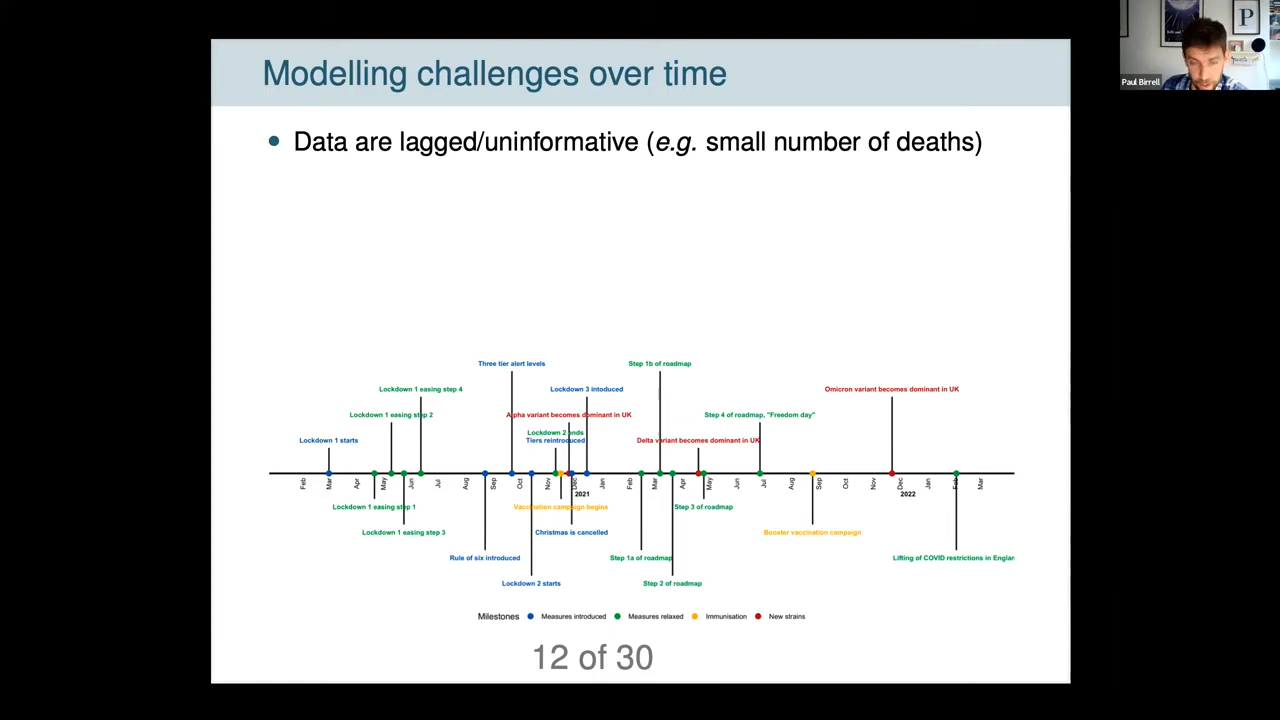 Modelling challenges over time
P
Paul Birrell
Data are lagged/uninformative (e.g. small number of deaths)
Three tier alert levels
Step 1b of roadmap
Lockdown 1 easing step 4
Lockdown 3 intoduced
Omicron variant becomes dominant in UK
Lockdown 1 easing step 2
Alpha variant becomes dominant in UK
Step 4 of roadmap, "Freedom day"
Lockdown 2 ends
Lockdown 1 starts
Tiers reintroduced
Delta variant becomes dominant in UK
Feb Mar Apr May Jun Jul Aug Sep Oct Nov Dec Jan Feb Mar Apr May Jun Jul Aug Sep Oct Nov Dec Jan Feb Mar
2021 2022
Lockdown 1 easing step 1
Vaccination campaign begins
Step 3 of roadmap
Lockdown 1 easing step 3
Christmas is cancelled
Booster vaccination campaign
Rule of six introduced
Step 1a of roadmap
Lifting of COVID restrictions in Englan
Lockdown 2 starts
Step 2 of roadmap
Milestones Measures introduced Measures relaxed Immunisation New strains
12 of 30